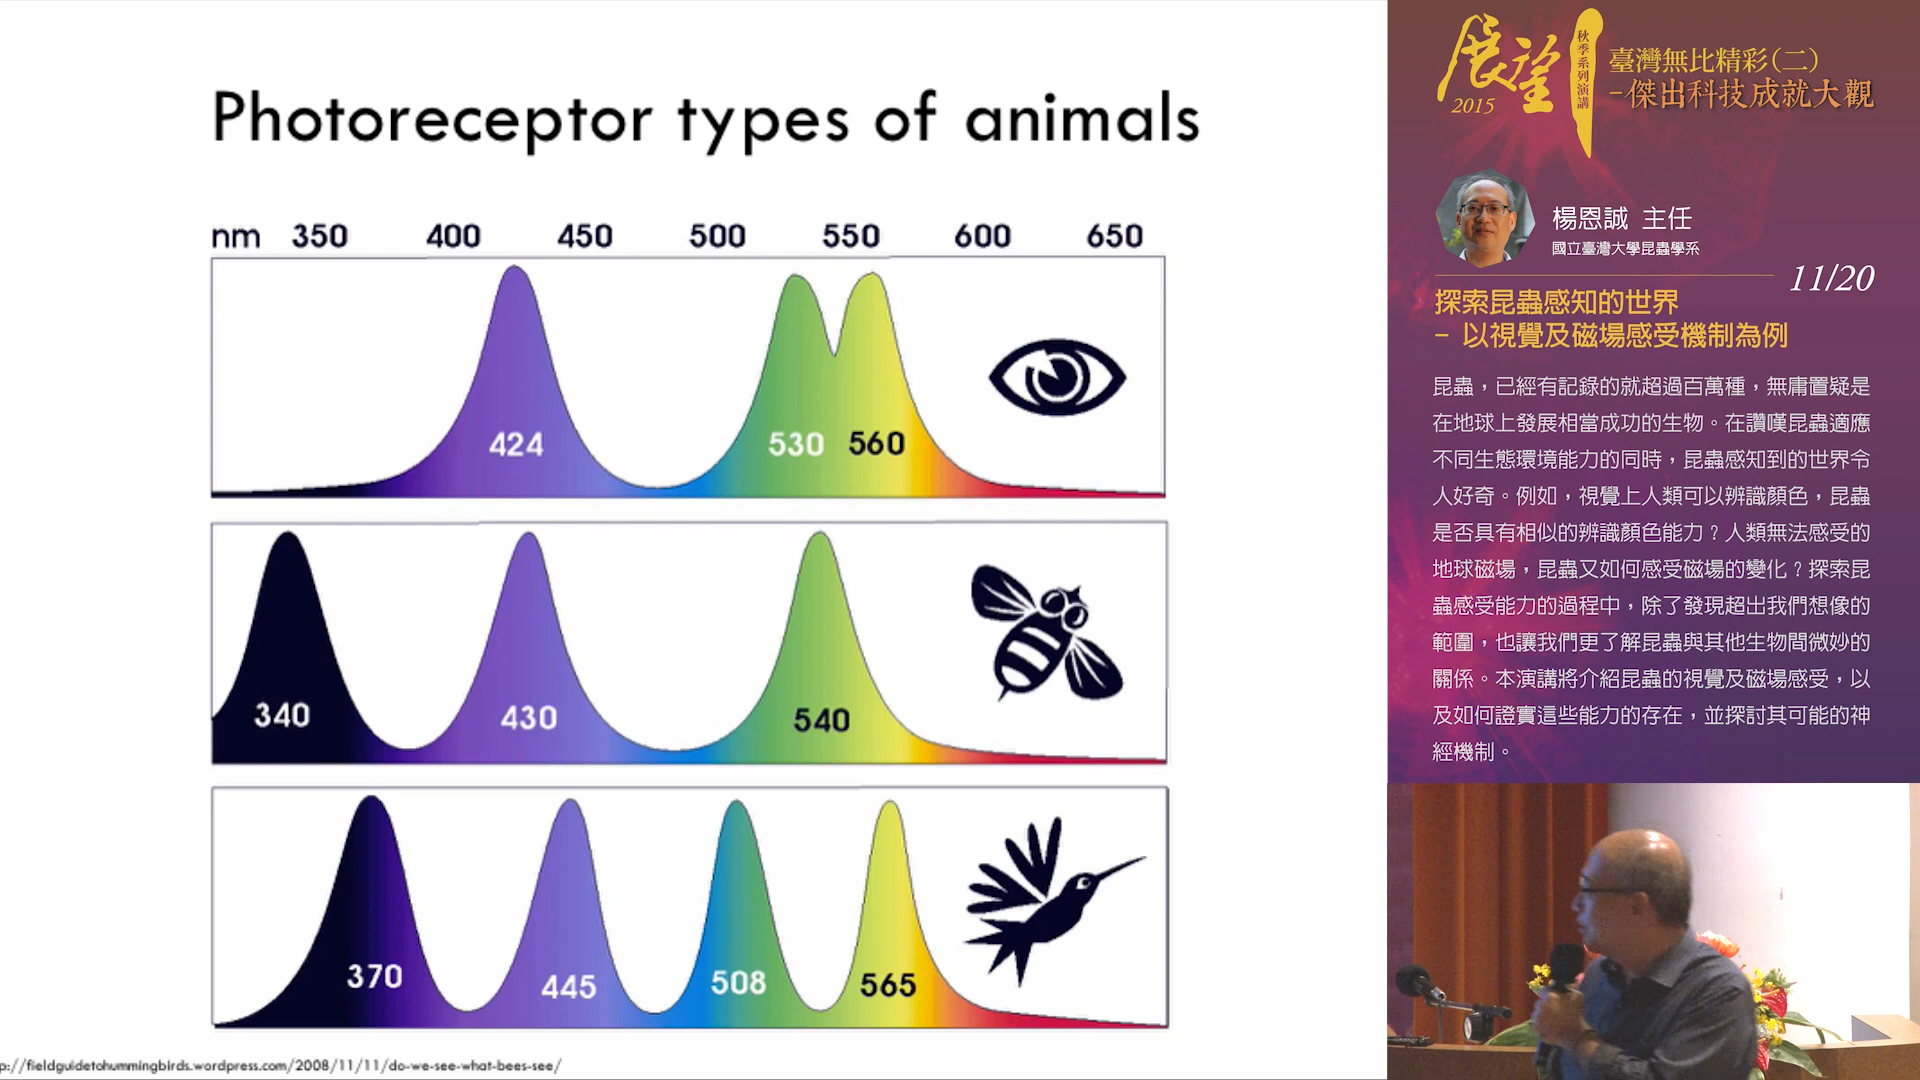 Photoreceptor types of animals
nm 350 400 450 500 550 600 650
424 530 560
340 430 540
370 445 508 565
p://fieldguidetohummingbirds.wordpress.com/2008/11/11/do-we-see-what-bees-see/
展望
2015
秋季系列演講
臺灣無比精彩(二)
-傑出科技成就大觀
楊恩誠 主任
國立臺灣大學昆蟲學系
11/20
探索昆蟲感知的世界
- 以視覺及磁場感受機制為例
昆蟲，已經有記錄的就超過百萬種，無庸置疑是
在地球上發展相當成功的生物。在讚嘆昆蟲適應
不同生態環境能力的同時，昆蟲感知到的世界令
人好奇。例如，視覺上人類可以辨識顏色，昆蟲
是否具有相似的辨識顏色能力？人類無法感受的
地球磁場，昆蟲又如何感受磁場的變化？探索昆
蟲感受能力的過程中，除了發現超出我們想像的
範圍，也讓我們更了解昆蟲與其他生物間微妙的
關係。本演講將介紹昆蟲的視覺及磁場感受，以
及如何證實這些能力的存在，並探討其可能的神
經機制。